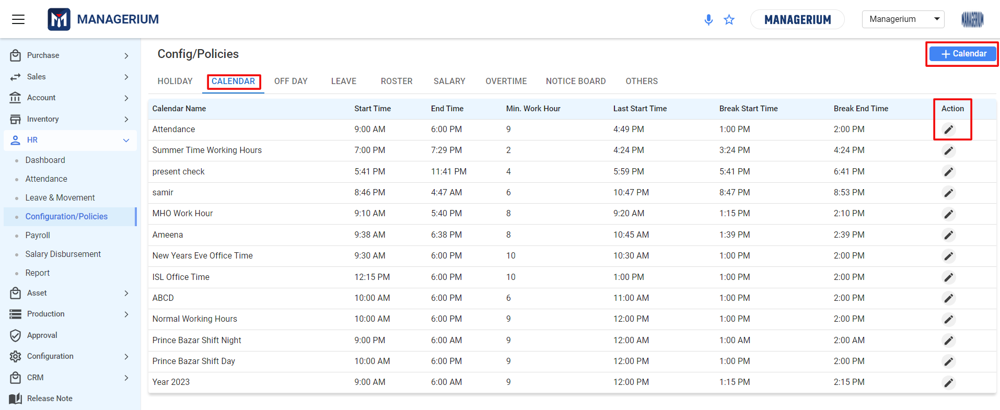 MANAGERIUM
MANAGERIUM
Managerium
MANAGERIUM
Purchase
Sales
Account
Inventory
HR
Dashboard
Attendance
Leave & Movement
Configuration/Policies
Payroll
Salary Disbursement
Report
Asset
Production
Approval
Configuration
CRM
Release Note
Config/Policies
+ Calendar
HOLIDAY CALENDAR OFF DAY LEAVE ROSTER SALARY OVERTIME NOTICE BOARD OTHERS
Calendar Name Start Time End Time Min. Work Hour Last Start Time Break Start Time Break End Time Action
Attendance 9:00 AM 6:00 PM 9 4:49 PM 1:00 PM 2:00 PM
Summer Time Working Hours 7:00 PM 7:29 PM 2 4:24 PM 3:24 PM 4:24 PM
present check 5:41 PM 11:41 PM 4 5:59 PM 5:41 PM 6:41 PM
samir 8:46 PM 4:47 AM 6 10:47 PM 8:47 PM 8:53 PM
MHO Work Hour 9:10 AM 5:40 PM 8 9:20 AM 1:15 PM 2:10 PM
Ameena 9:38 AM 6:38 PM 8 10:45 AM 1:39 PM 2:39 PM
New Years Eve Office Time 9:30 AM 6:00 PM 10 10:30 AM 1:00 PM 2:00 PM
ISL Office Time 12:15 PM 6:00 PM 10 1:00 PM 1:00 PM 2:00 PM
ABCD 10:00 AM 6:00 PM 6 11:00 AM 1:00 PM 2:00 PM
Normal Working Hours 10:00 AM 6:00 PM 9 12:00 PM 1:00 PM 2:00 PM
Prince Bazar Shift Night 9:00 PM 6:00 AM 9 12:00 AM 1:00 AM 2:00 AM
Prince Bazar Shift Day 10:00 AM 6:00 PM 9 12:00 PM 1:00 PM 2:00 PM
Year 2023 9:00 AM 6:00 AM 9 12:00 PM 1:15 PM 2:15 PM